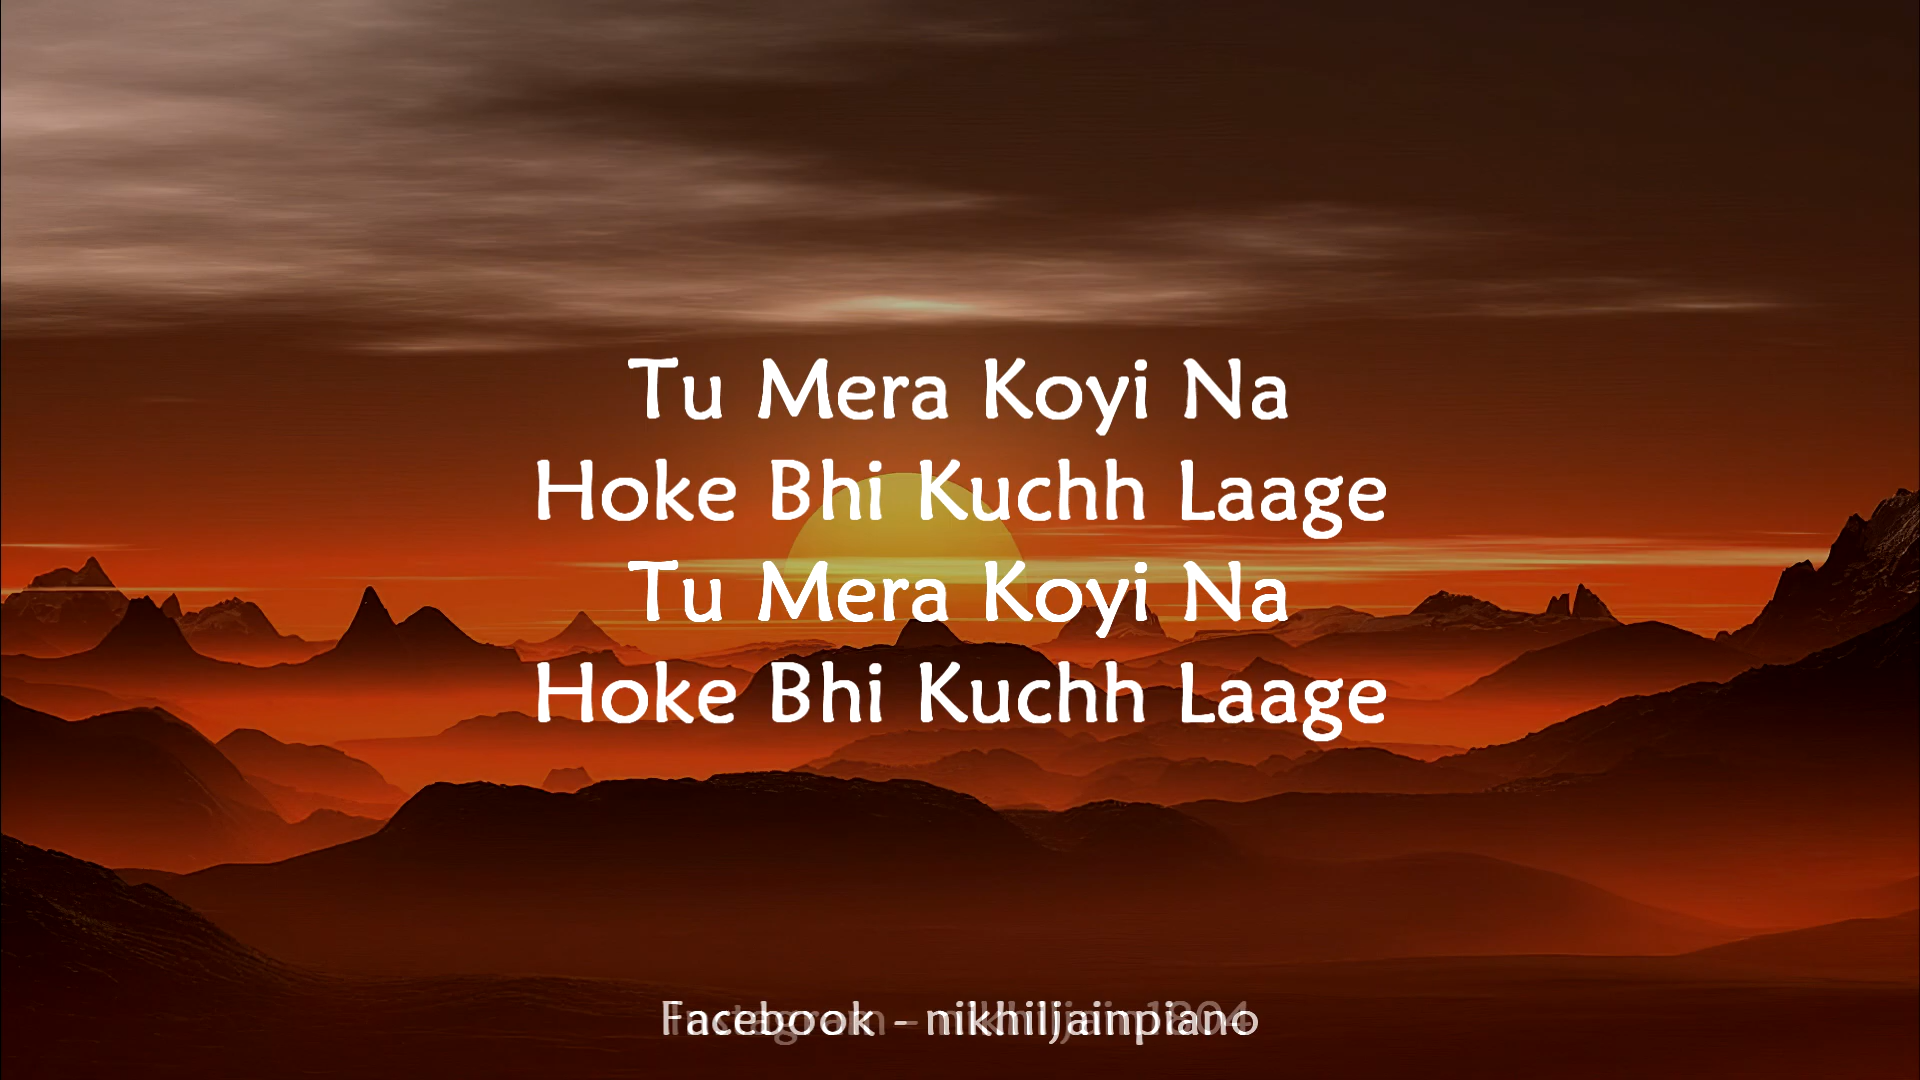 Tu Mera Koyi Na
Hoke Bhi Kuchh Laage
Tu Mera Koyi Na
Hoke Bhi Kuchh Laage
Facebook - nikhiljainpiano